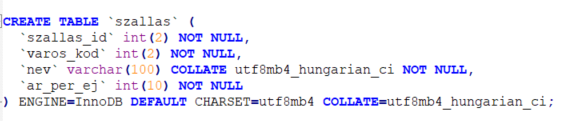 CREATE TABLE `szallas` (
`szallas_id` int(2) NOT NULL,
`varos_kod` int(2) NOT NULL,
`nev` varchar(100) COLLATE utf8mb4_hungarian_ci NOT NULL,
`ar_per_ej` int(10) NOT NULL
) ENGINE=InnoDB DEFAULT CHARSET=utf8mb4 COLLATE=utf8mb4_hungarian_ci;